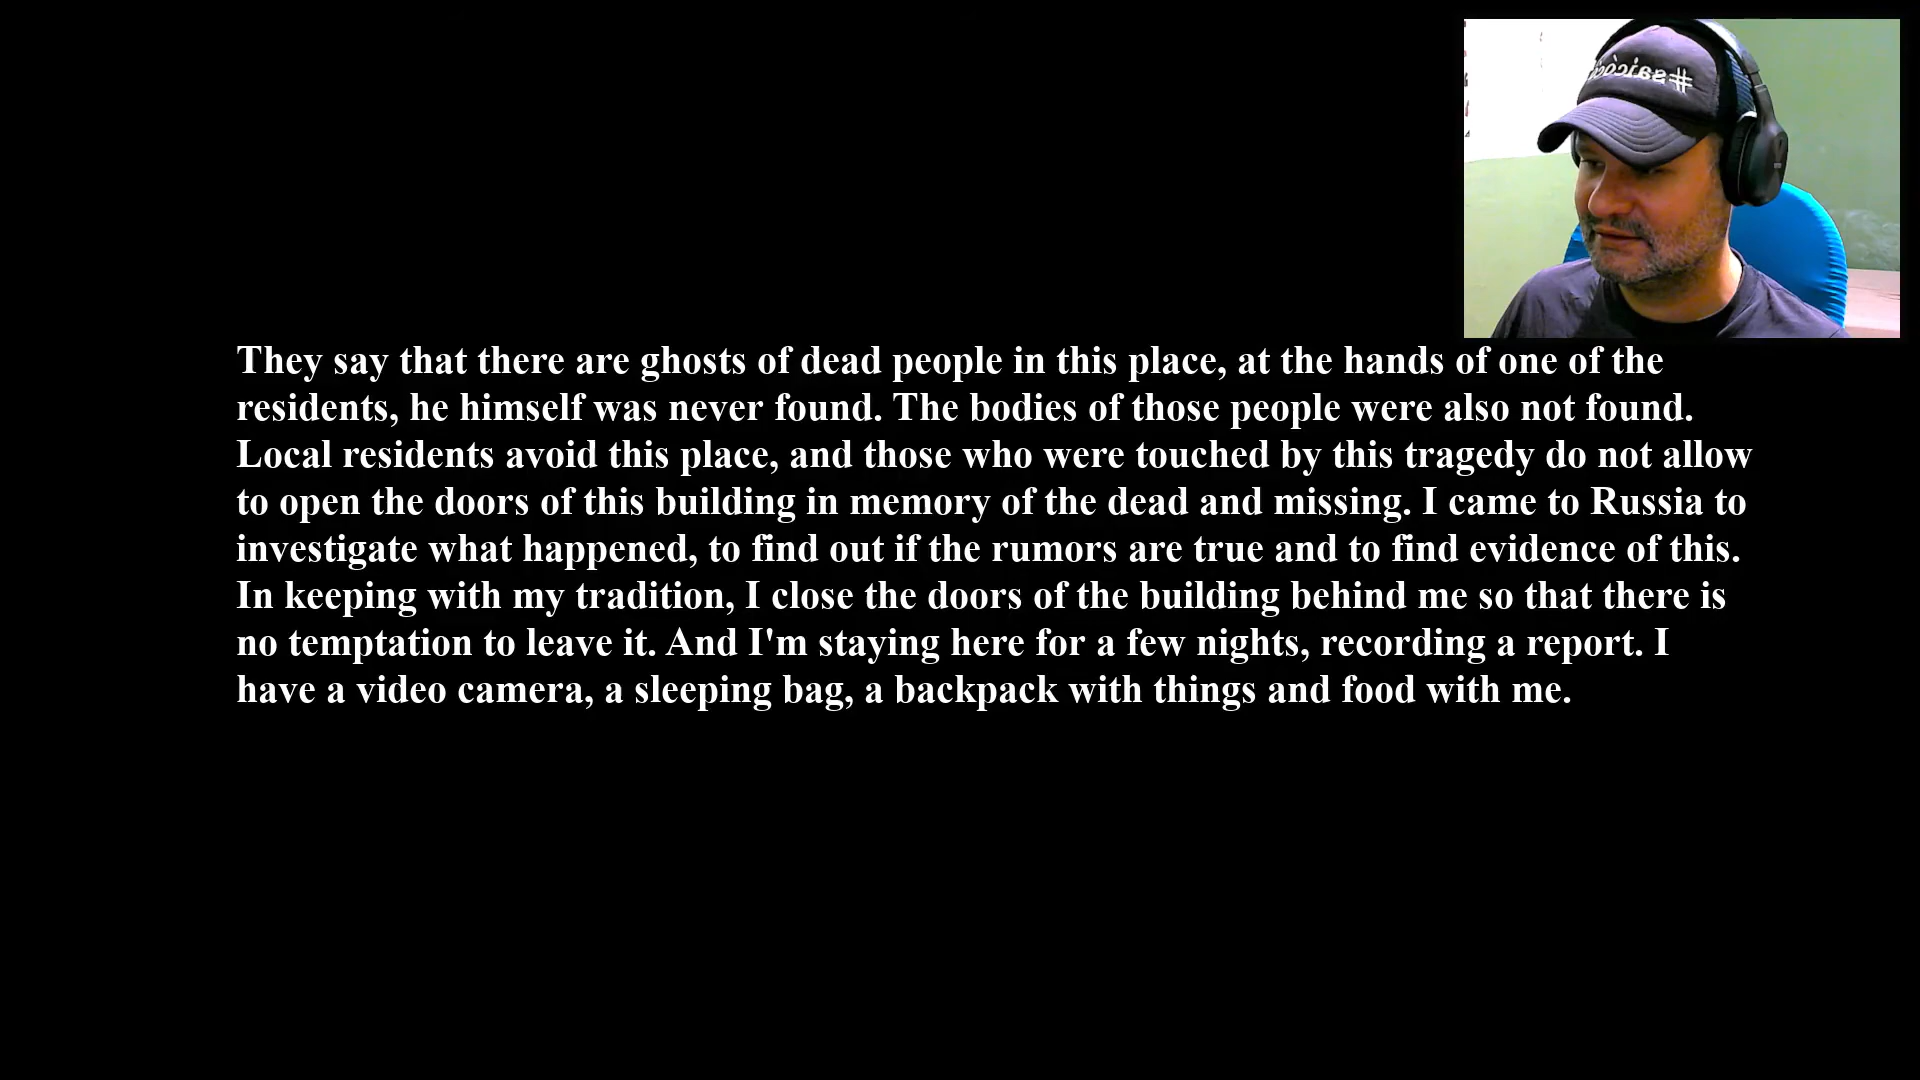 They say that there are ghosts of dead people in this place, at the hands of one of the
residents, he himself was never found. The bodies of those people were also not found.
Local residents avoid this place, and those who were touched by this tragedy do not allow
to open the doors of this building in memory of the dead and missing. I came to Russia to
investigate what happened, to find out if the rumors are true and to find evidence of this.
In keeping with my tradition, I close the doors of the building behind me so that there is
no temptation to leave it. And I'm staying here for a few nights, recording a report. I
have a video camera, a sleeping bag, a backpack with things and food with me.